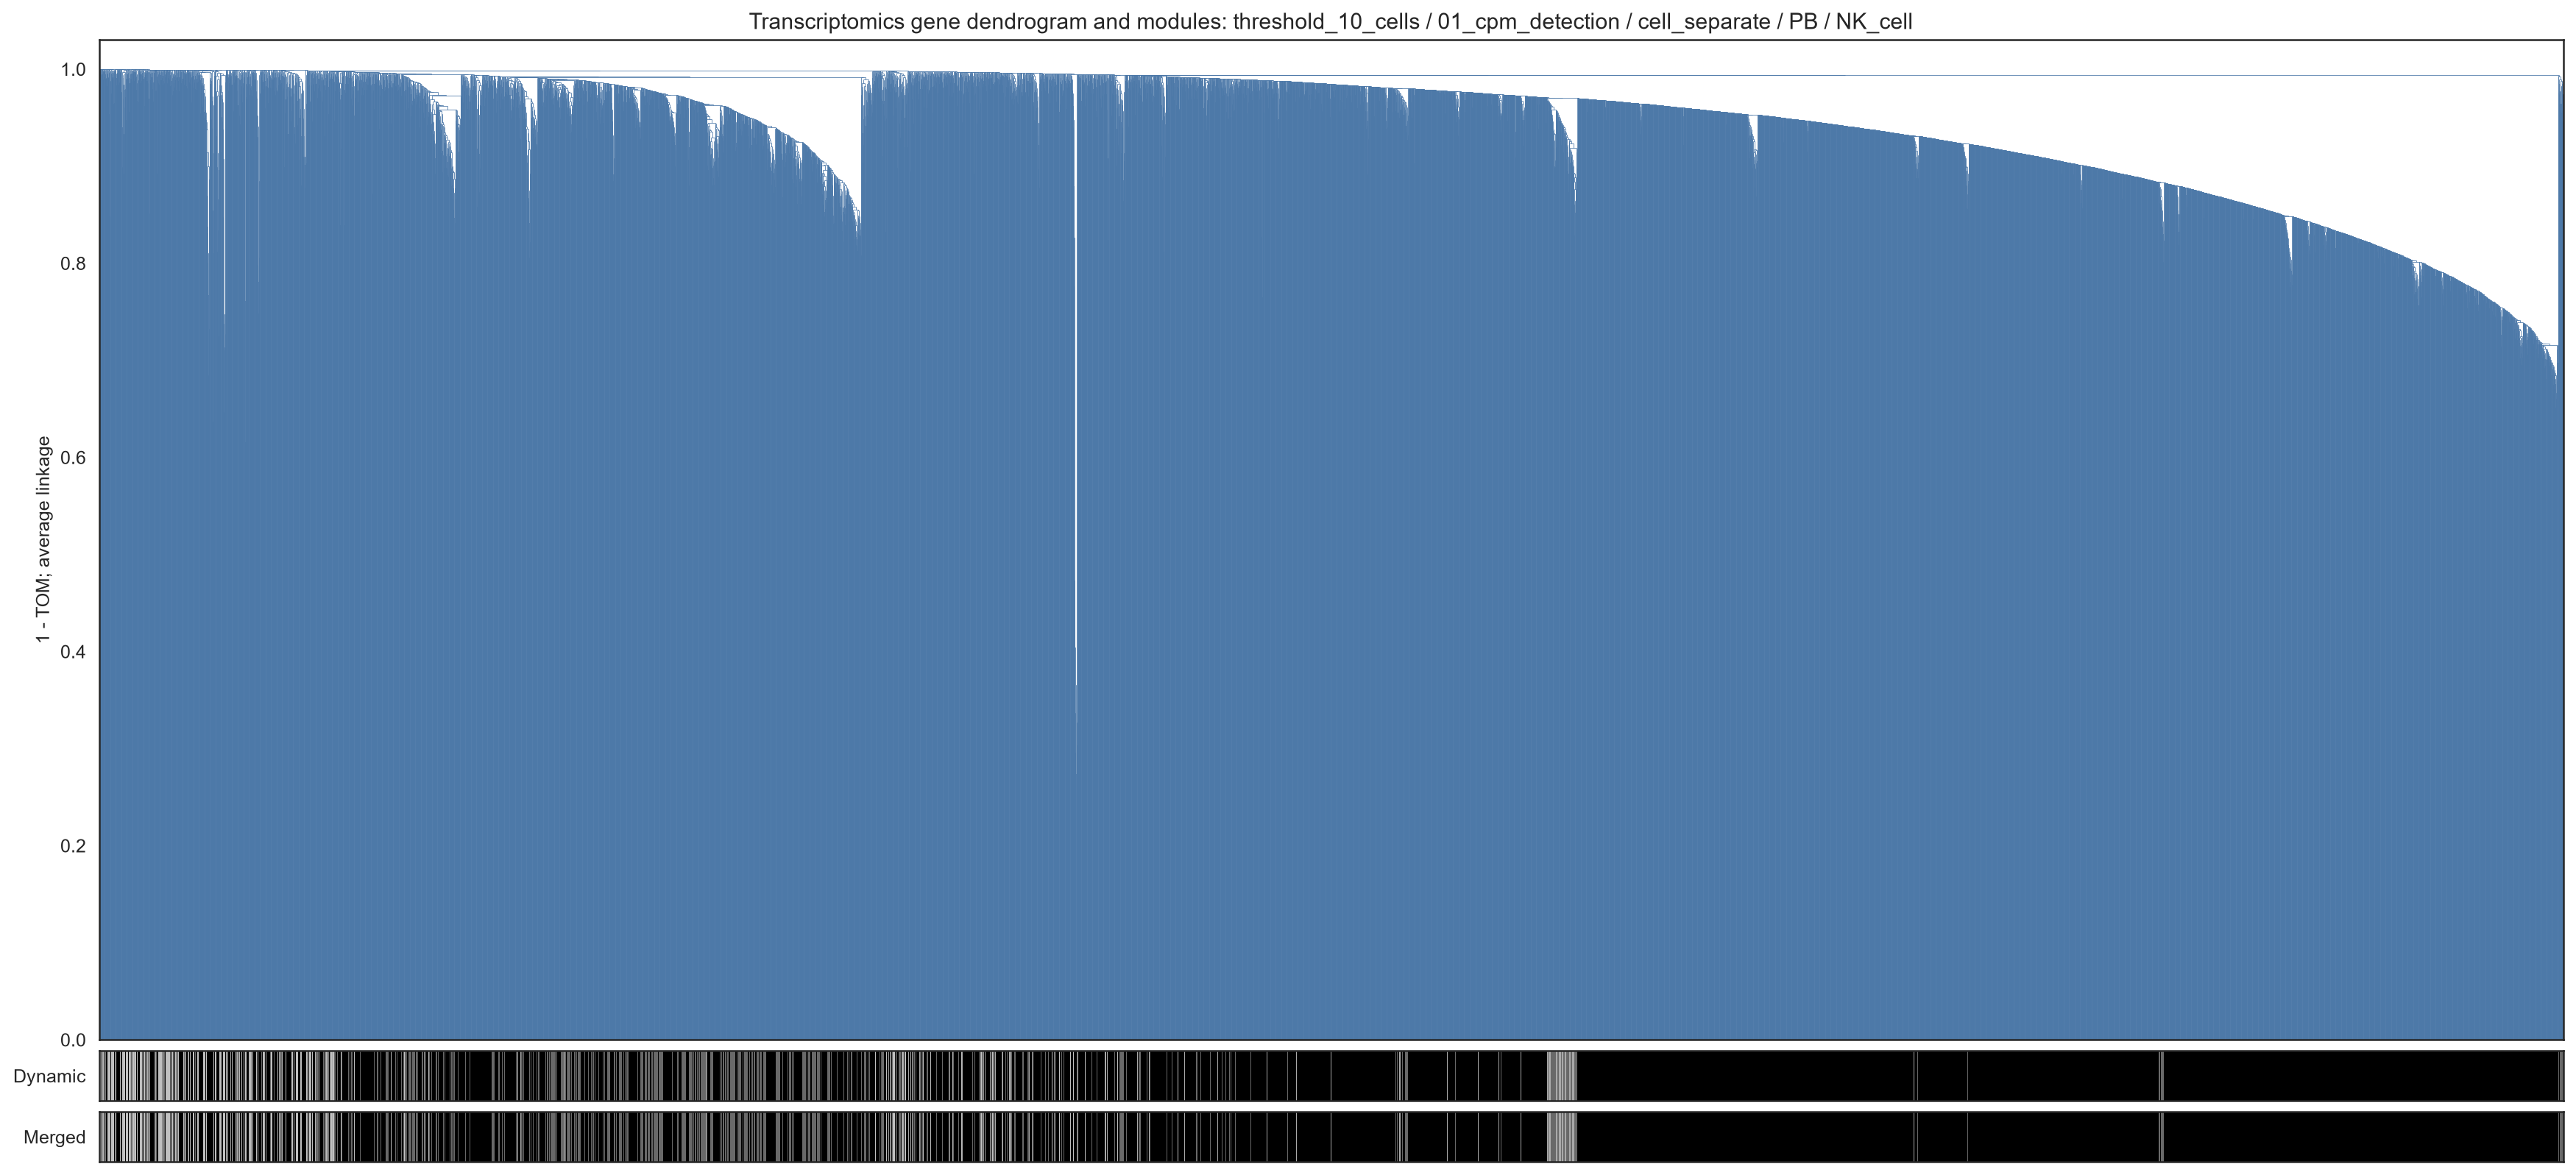 Transcriptomics gene dendrogram and modules: threshold_10_cells / 01_cpm_detection / cell_separate / PB / NK_cell
1.0
0.8
0.6
0.4
0.2
0.0
1 - TOM; average linkage
Dynamic
Merged